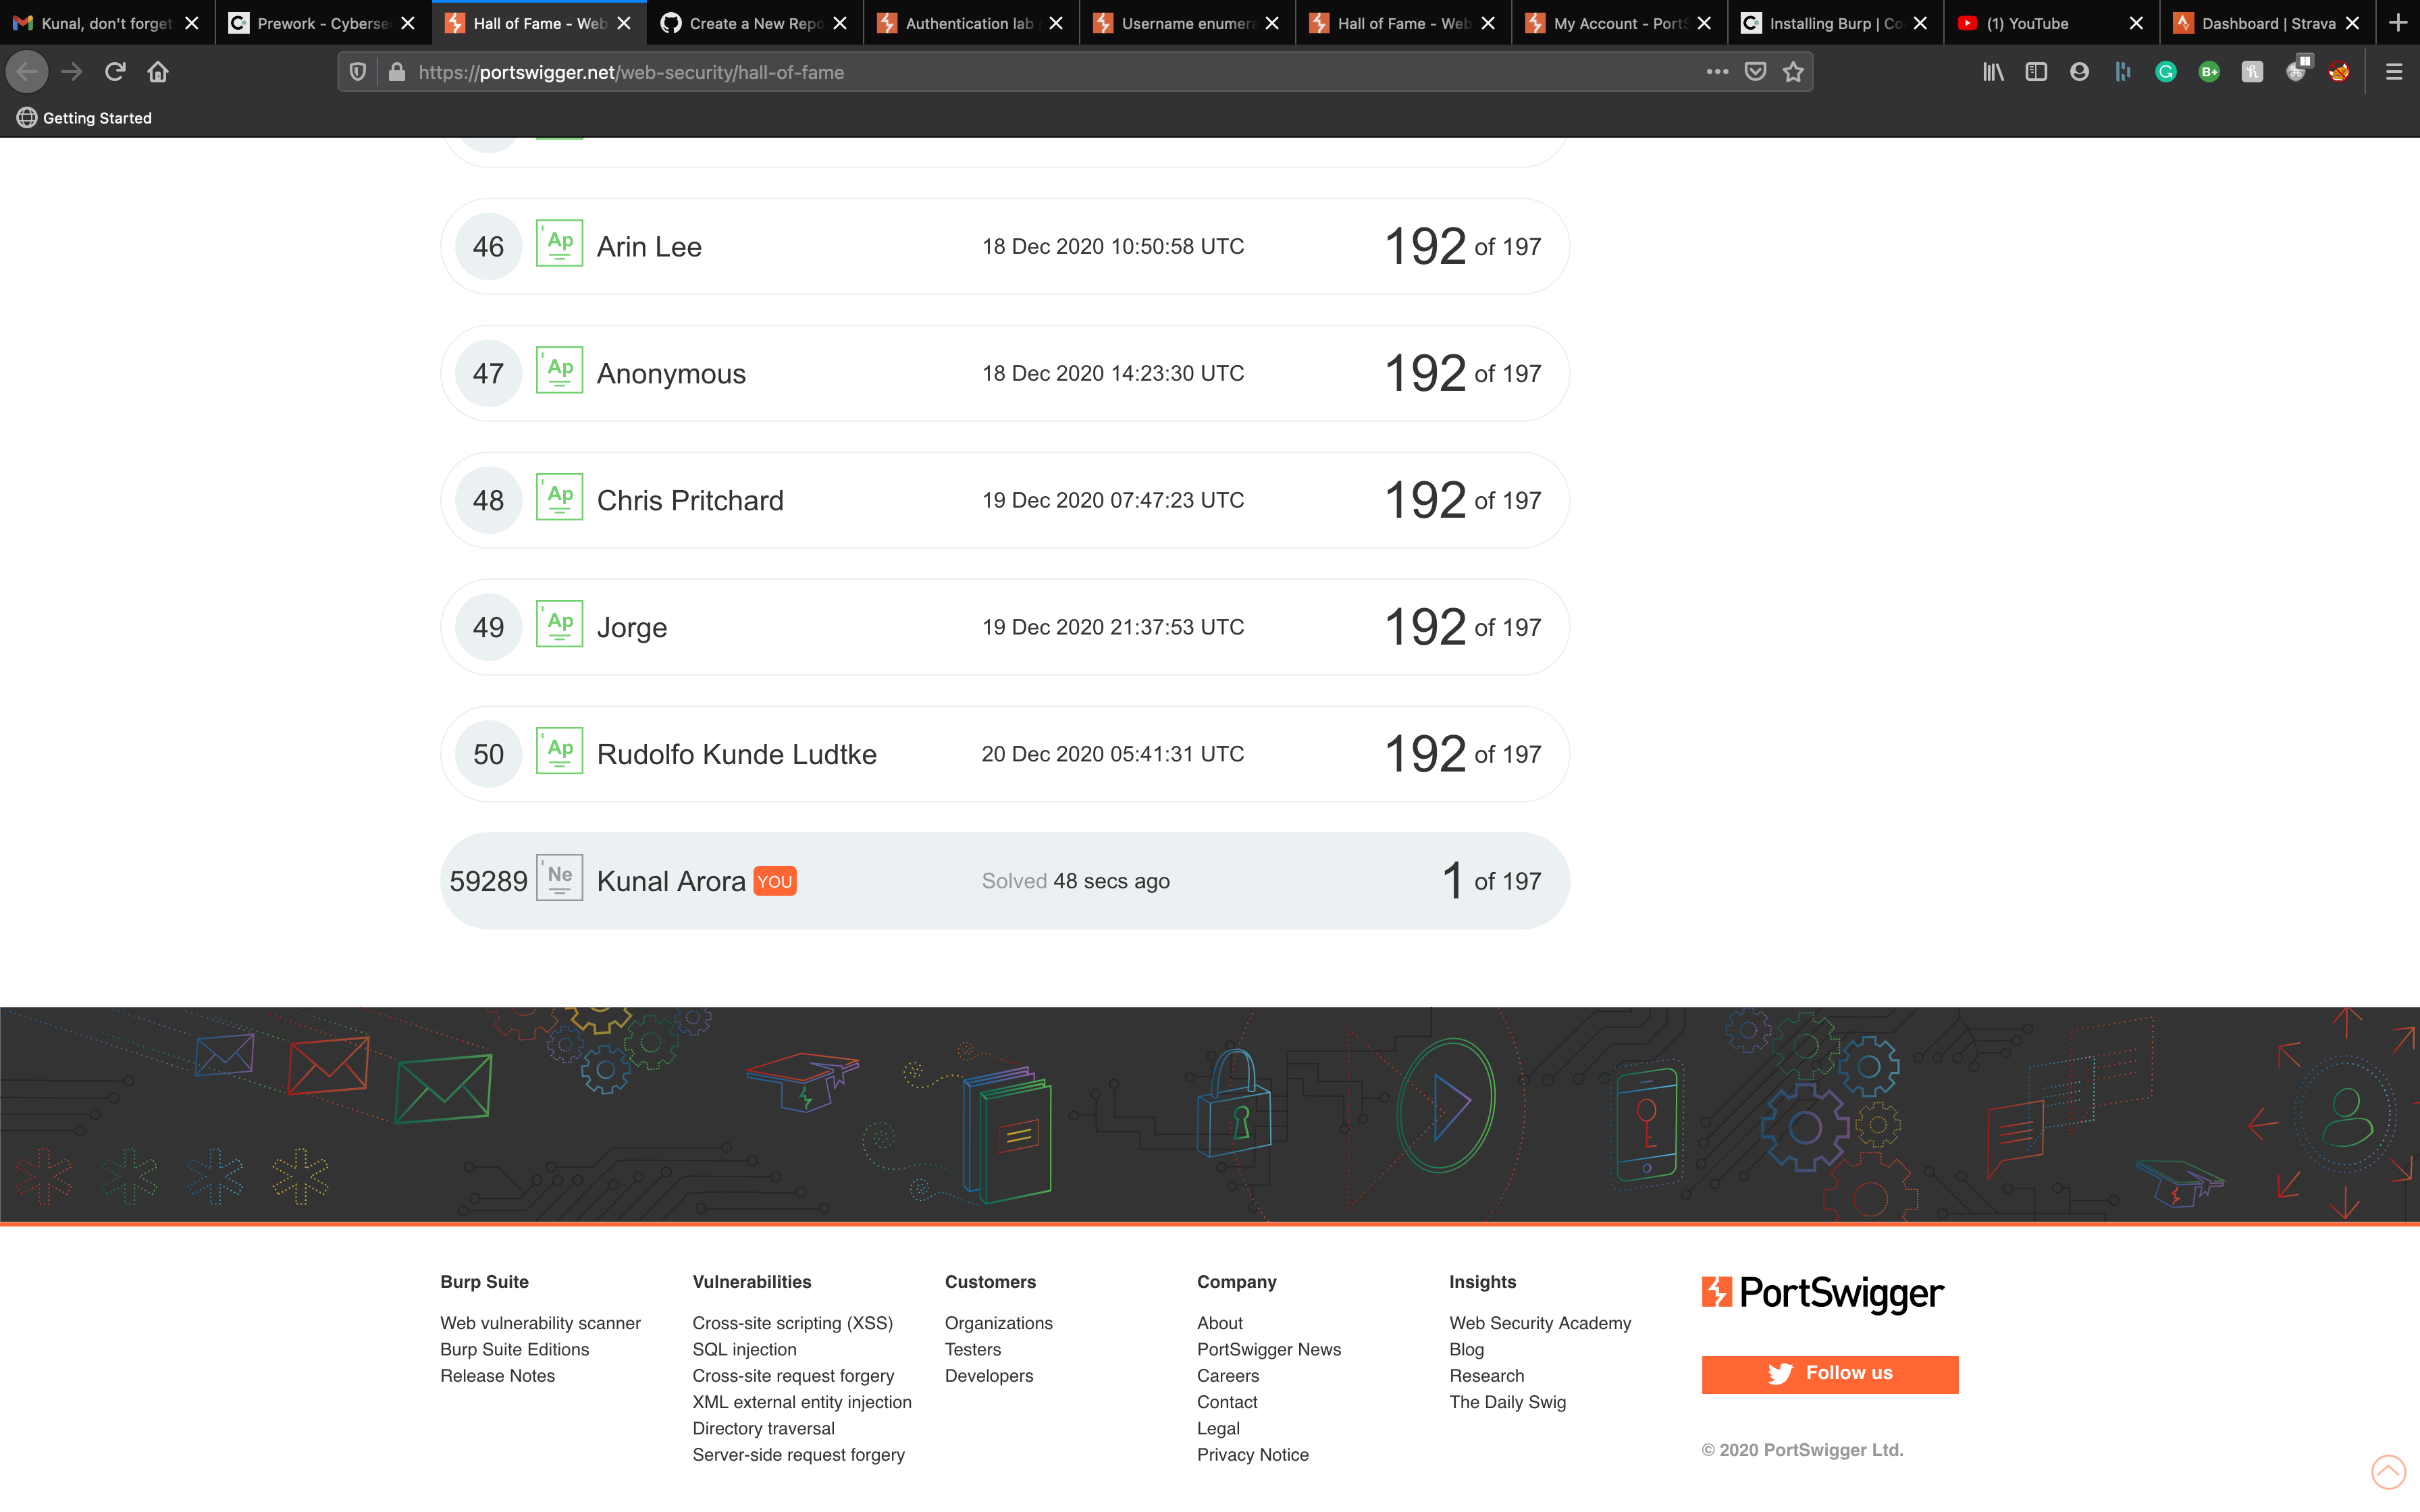 Kunal, don't forget
Prework - Cyberse
Hall of Fame - Web
Create a New Repo
Authentication lab
Username enumera
Hall of Fame - Web
My Account - PortS
Installing Burp | Co
(1) YouTube
Dashboard | Strava
https://portswigger.net/web-security/hall-of-fame
Getting Started
46 Ap Arin Lee 18 Dec 2020 10:50:58 UTC 192 of 197
47 Ap Anonymous 18 Dec 2020 14:23:30 UTC 192 of 197
48 Ap Chris Pritchard 19 Dec 2020 07:47:23 UTC 192 of 197
49 Ap Jorge 19 Dec 2020 21:37:53 UTC 192 of 197
50 Ap Rudolfo Kunde Ludtke 20 Dec 2020 05:41:31 UTC 192 of 197
59289 Ne Kunal Arora YOU Solved 48 secs ago 1 of 197
Burp Suite
Web vulnerability scanner
Burp Suite Editions
Release Notes
Vulnerabilities
Cross-site scripting (XSS)
SQL injection
Cross-site request forgery
XML external entity injection
Directory traversal
Server-side request forgery
Customers
Organizations
Testers
Developers
Company
About
PortSwigger News
Careers
Contact
Legal
Privacy Notice
Insights
Web Security Academy
Blog
Research
The Daily Swig
PortSwigger
Follow us
© 2020 PortSwigger Ltd.